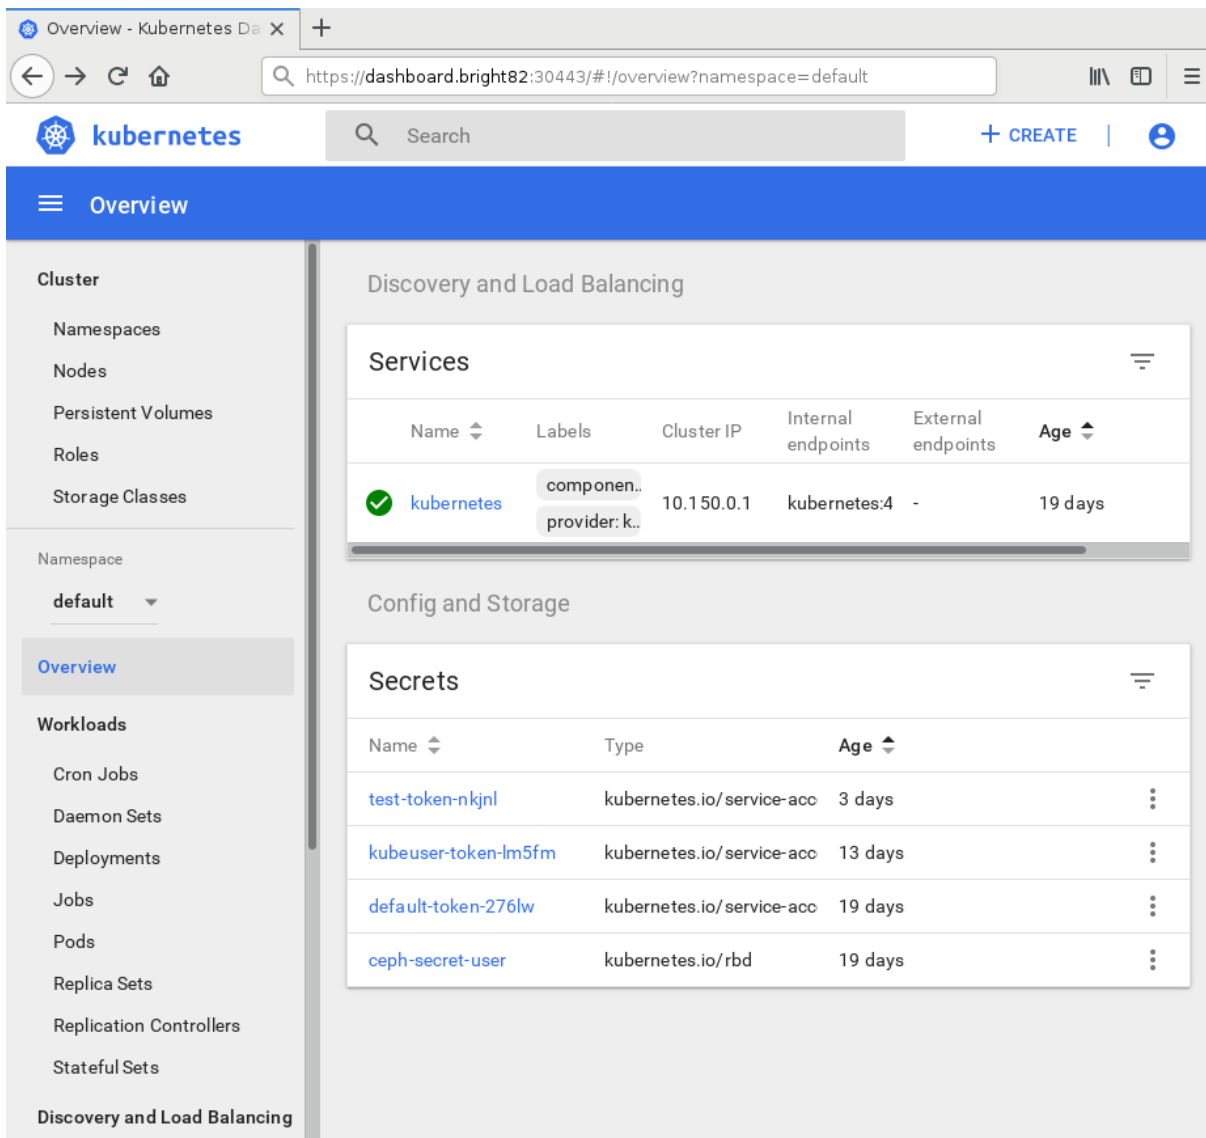 Overview - Kubernetes Da
https://dashboard.bright82:30443/#!/overview?namespace=default
kubernetes
Search
+ CREATE
Overview
Cluster
Namespaces
Nodes
Persistent Volumes
Roles
Storage Classes
Namespace
default
Overview
Workloads
Cron Jobs
Daemon Sets
Deployments
Jobs
Pods
Replica Sets
Replication Controllers
Stateful Sets
Discovery and Load Balancing
Discovery and Load Balancing
Services
Name Labels Cluster IP Internal endpoints External endpoints Age
kubernetes componen.. provider: k.. 10.150.0.1 kubernetes:4 - 19 days
Config and Storage
Secrets
Name Type Age
test-token-nkjnl kubernetes.io/service-acc 3 days
kubeuser-token-lm5fm kubernetes.io/service-acc 13 days
default-token-276lw kubernetes.io/service-acc 19 days
ceph-secret-user kubernetes.io/rbd 19 days